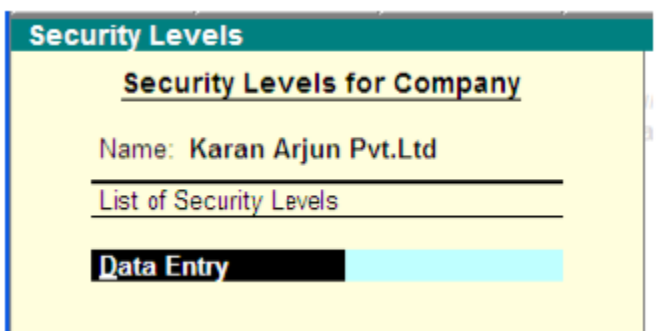 Security Levels
Security Levels for Company
Name: Karan Arjun Pvt.Ltd
List of Security Levels
Data Entry